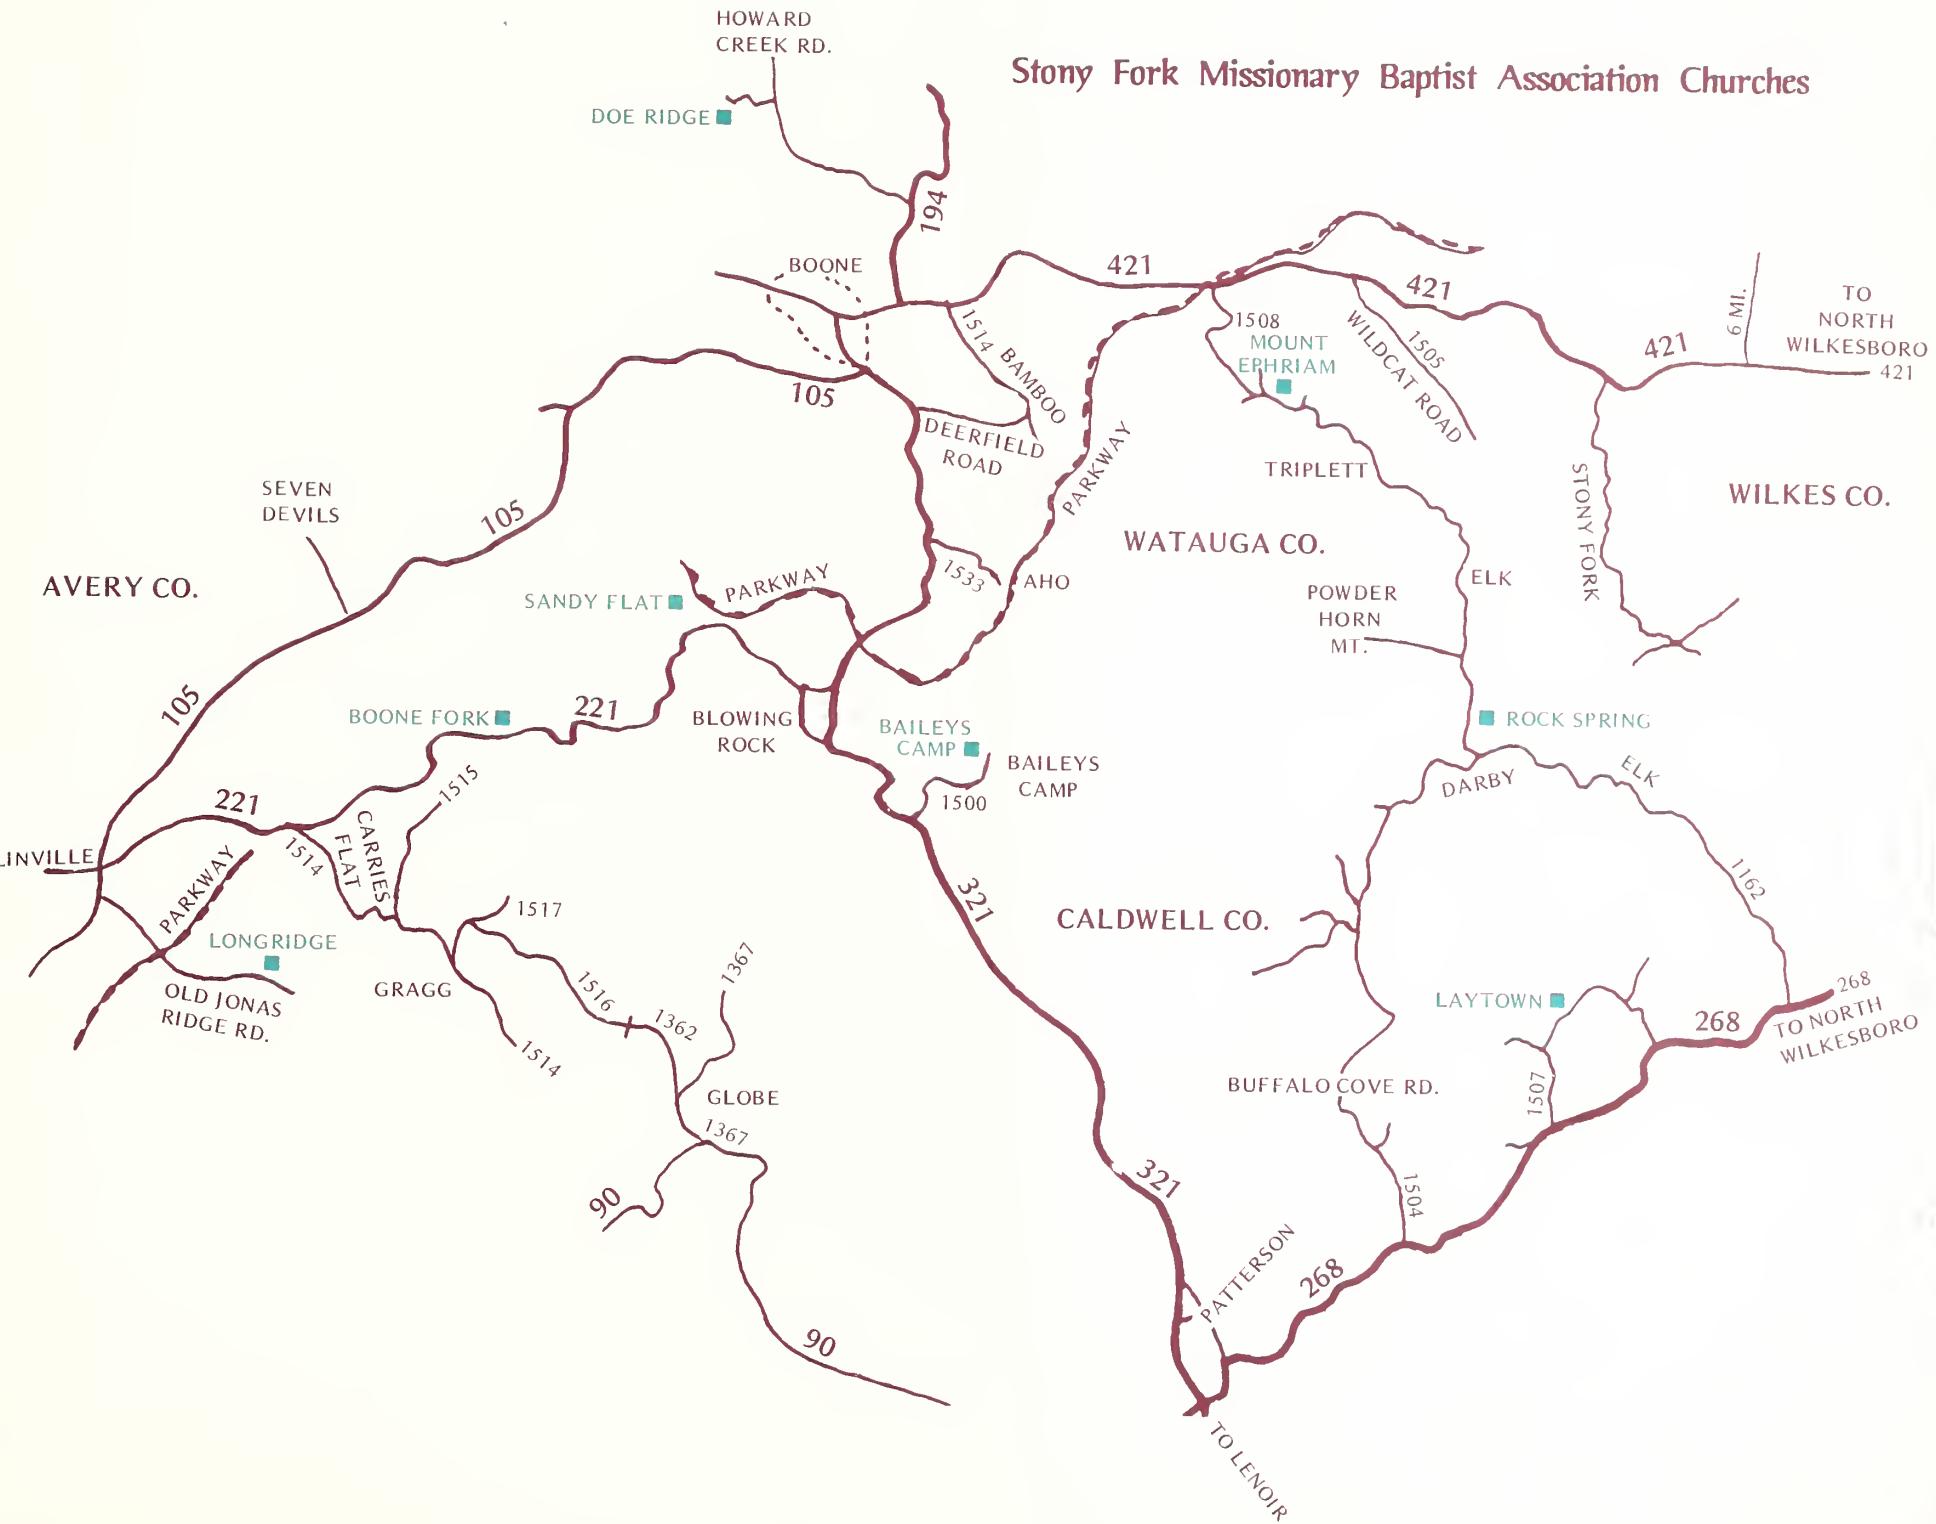 HOWARD
CREEK RD.
Stony Fork Missionary Baptist Association Churches
DOE RIDGE
194
BOONE
421
421
6 MI.
TO
NORTH
WILKESBORO
421
421
1508
MOUNT
EPHRIAM
1514
BAMBOO
WILDCAT ROAD
1505
105
DEERFIELD
ROAD
PARKWAY
TRIPLETT
STONY FORK
WILKES CO.
SEVEN
DEVILS
105
WATAUGA CO.
AVERY CO.
SANDY FLAT
PARKWAY
1533
AHO
ELK
POWDER
HORN
MT.
105
BOONE FORK
221
BLOWING
ROCK
BAILEYS
CAMP
BAILEYS
CAMP
1500
ROCK SPRING
DARBY
ELK
221
1515
CARRIES
FLAT
1514
LINVILLE
PARKWAY
1162
321
CALDWELL CO.
1517
LONGRIDGE
GRAGG
OLD JONAS
RIDGE RD.
1516
1362
1367
1514
LAYTOWN
268
268
TO NORTH
WILKESBORO
GLOBE
1367
BUFFALO COVE RD.
1507
90
321
1504
PATTERSON
268
90
TO LENOIR